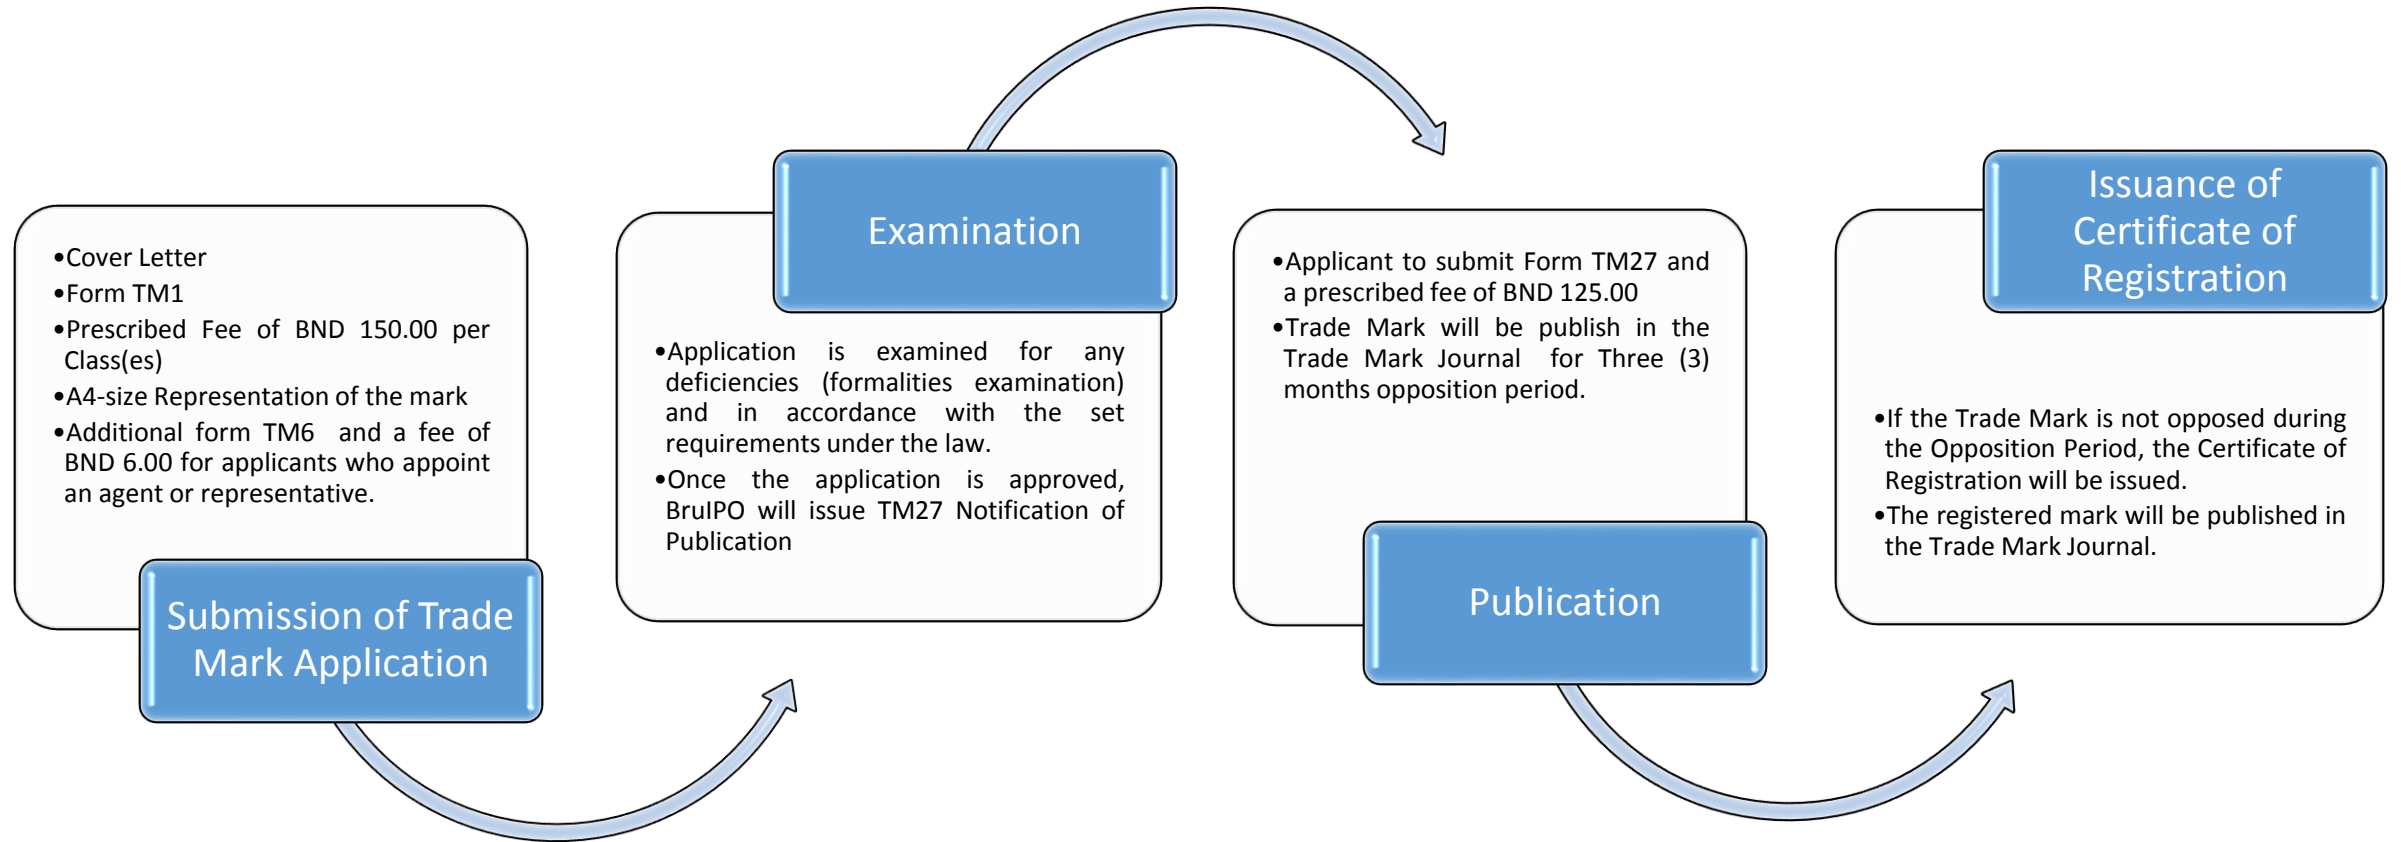 •Cover Letter
•Form TM1
•Prescribed Fee of BND 150.00 per
Class(es)
•A4-size Representation of the mark
•Additional form TM6 and a fee of
BND 6.00 for applicants who appoint
an agent or representative.
Submission of Trade
Mark Application
Examination
•Application is examined for any
deficiencies (formalities examination)
and in accordance with the set
requirements under the law.
•Once the application is approved,
BruIPO will issue TM27 Notification of
Publication
•Applicant to submit Form TM27 and
a prescribed fee of BND 125.00
•Trade Mark will be publish in the
Trade Mark Journal for Three (3)
months opposition period.
Publication
Issuance of
Certificate of
Registration
•If the Trade Mark is not opposed during
the Opposition Period, the Certificate of
Registration will be issued.
•The registered mark will be published in
the Trade Mark Journal.